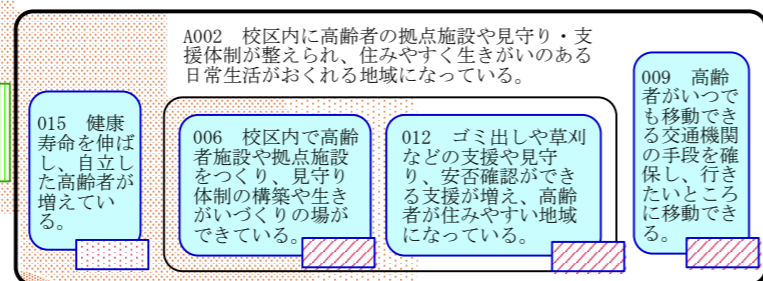 A002　校区内に高齢者の拠点施設や見守り・支
援体制が整えられ、住みやすく生きがいのある
日常生活がおくれる地域になっている。
015　健康
寿命を伸ば
し、自立し
た高齢者が
増えてい
る。
006　校区内で高齢
者施設や拠点施設
をつくり、見守り
体制の構築や生き
がいづくりの場が
できている。
012　ゴミ出しや草刈
などの支援や見守
り、安否確認ができ
る支援が増え、高齢
者が住みやすい地域
になっている。
009　高齢
者がいつで
も移動でき
る交通機関
の手段を確
保し、行き
たいところ
に移動でき
る。